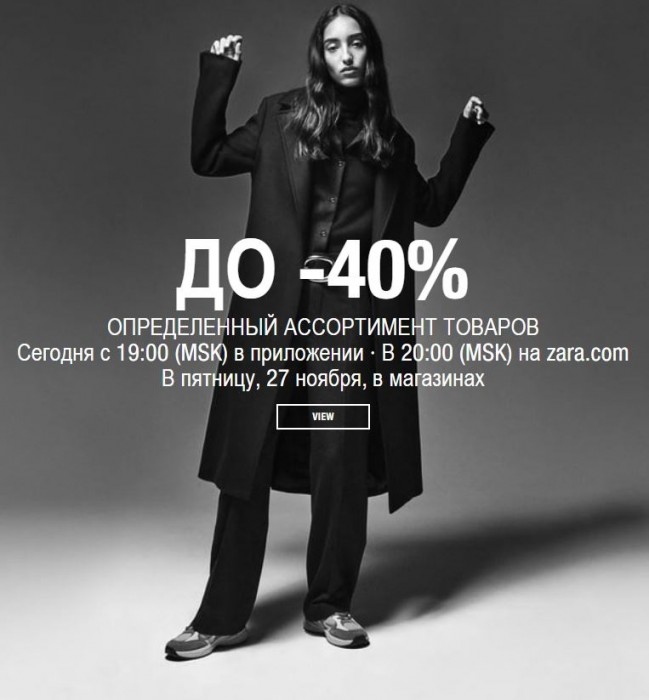 ДО -40%
ОПРЕДЕЛЕННЫЙ АССОРТИМЕНТ ТОВАРОВ
Сегодня с 19:00 (MSK) в приложении · В 20:00 (MSK) на zara.com
В пятницу, 27 ноября, в магазинах
VIEW